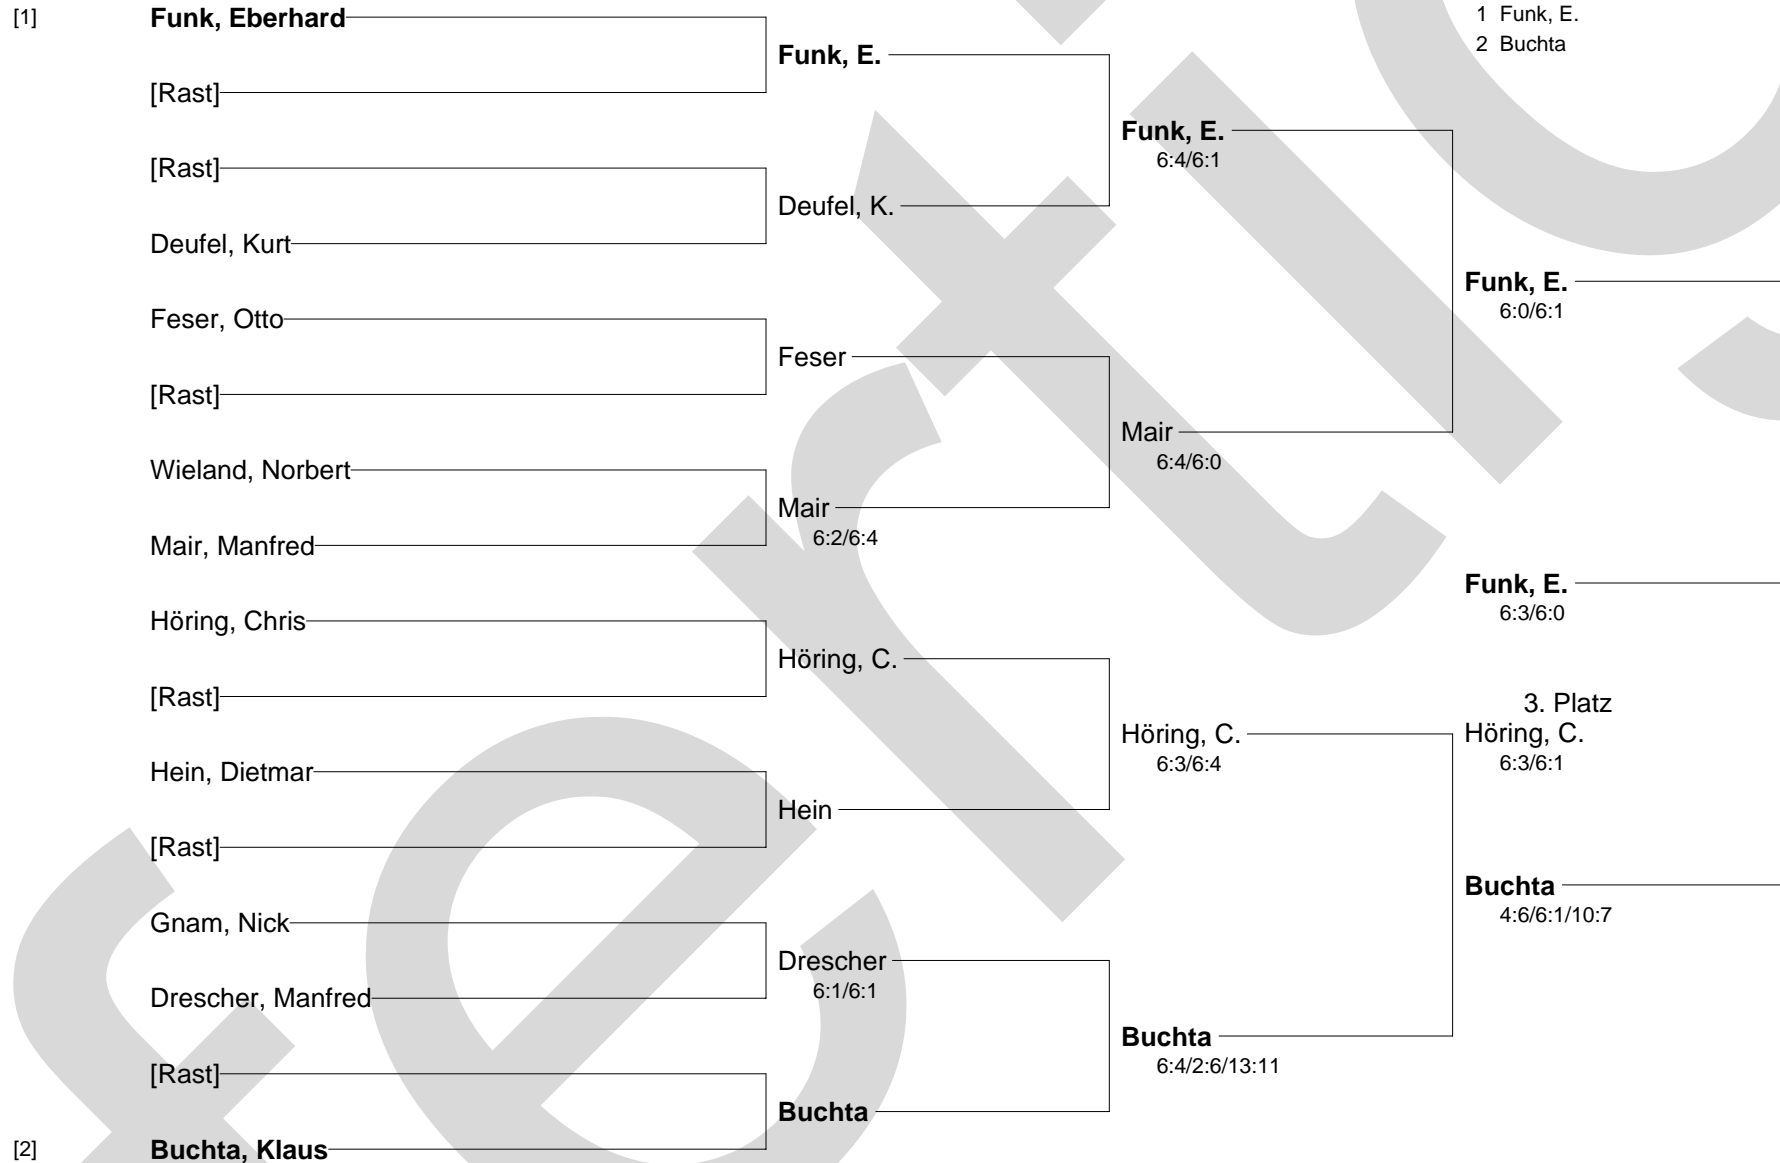 [1] Funk, Eberhard
[Rast]
[Rast]
Deufel, Kurt
Feser, Otto
[Rast]
Wieland, Norbert
Mair, Manfred
Höring, Chris
[Rast]
Hein, Dietmar
[Rast]
Gnam, Nick
Drescher, Manfred
[Rast]
[2] Buchta, Klaus
Funk, E.
Deufel, K.
Feser
Mair
6:2/6:4
Höring, C.
Hein
Drescher
6:1/6:1
Buchta
Funk, E.
6:4/6:1
Mair
6:4/6:0
Höring, C.
6:3/6:4
Buchta
6:4/2:6/13:11
1 Funk, E.
2 Buchta
Funk, E.
6:0/6:1
Funk, E.
6:3/6:0
3. Platz
Höring, C.
6:3/6:1
Buchta
4:6/6:1/10:7
fertig